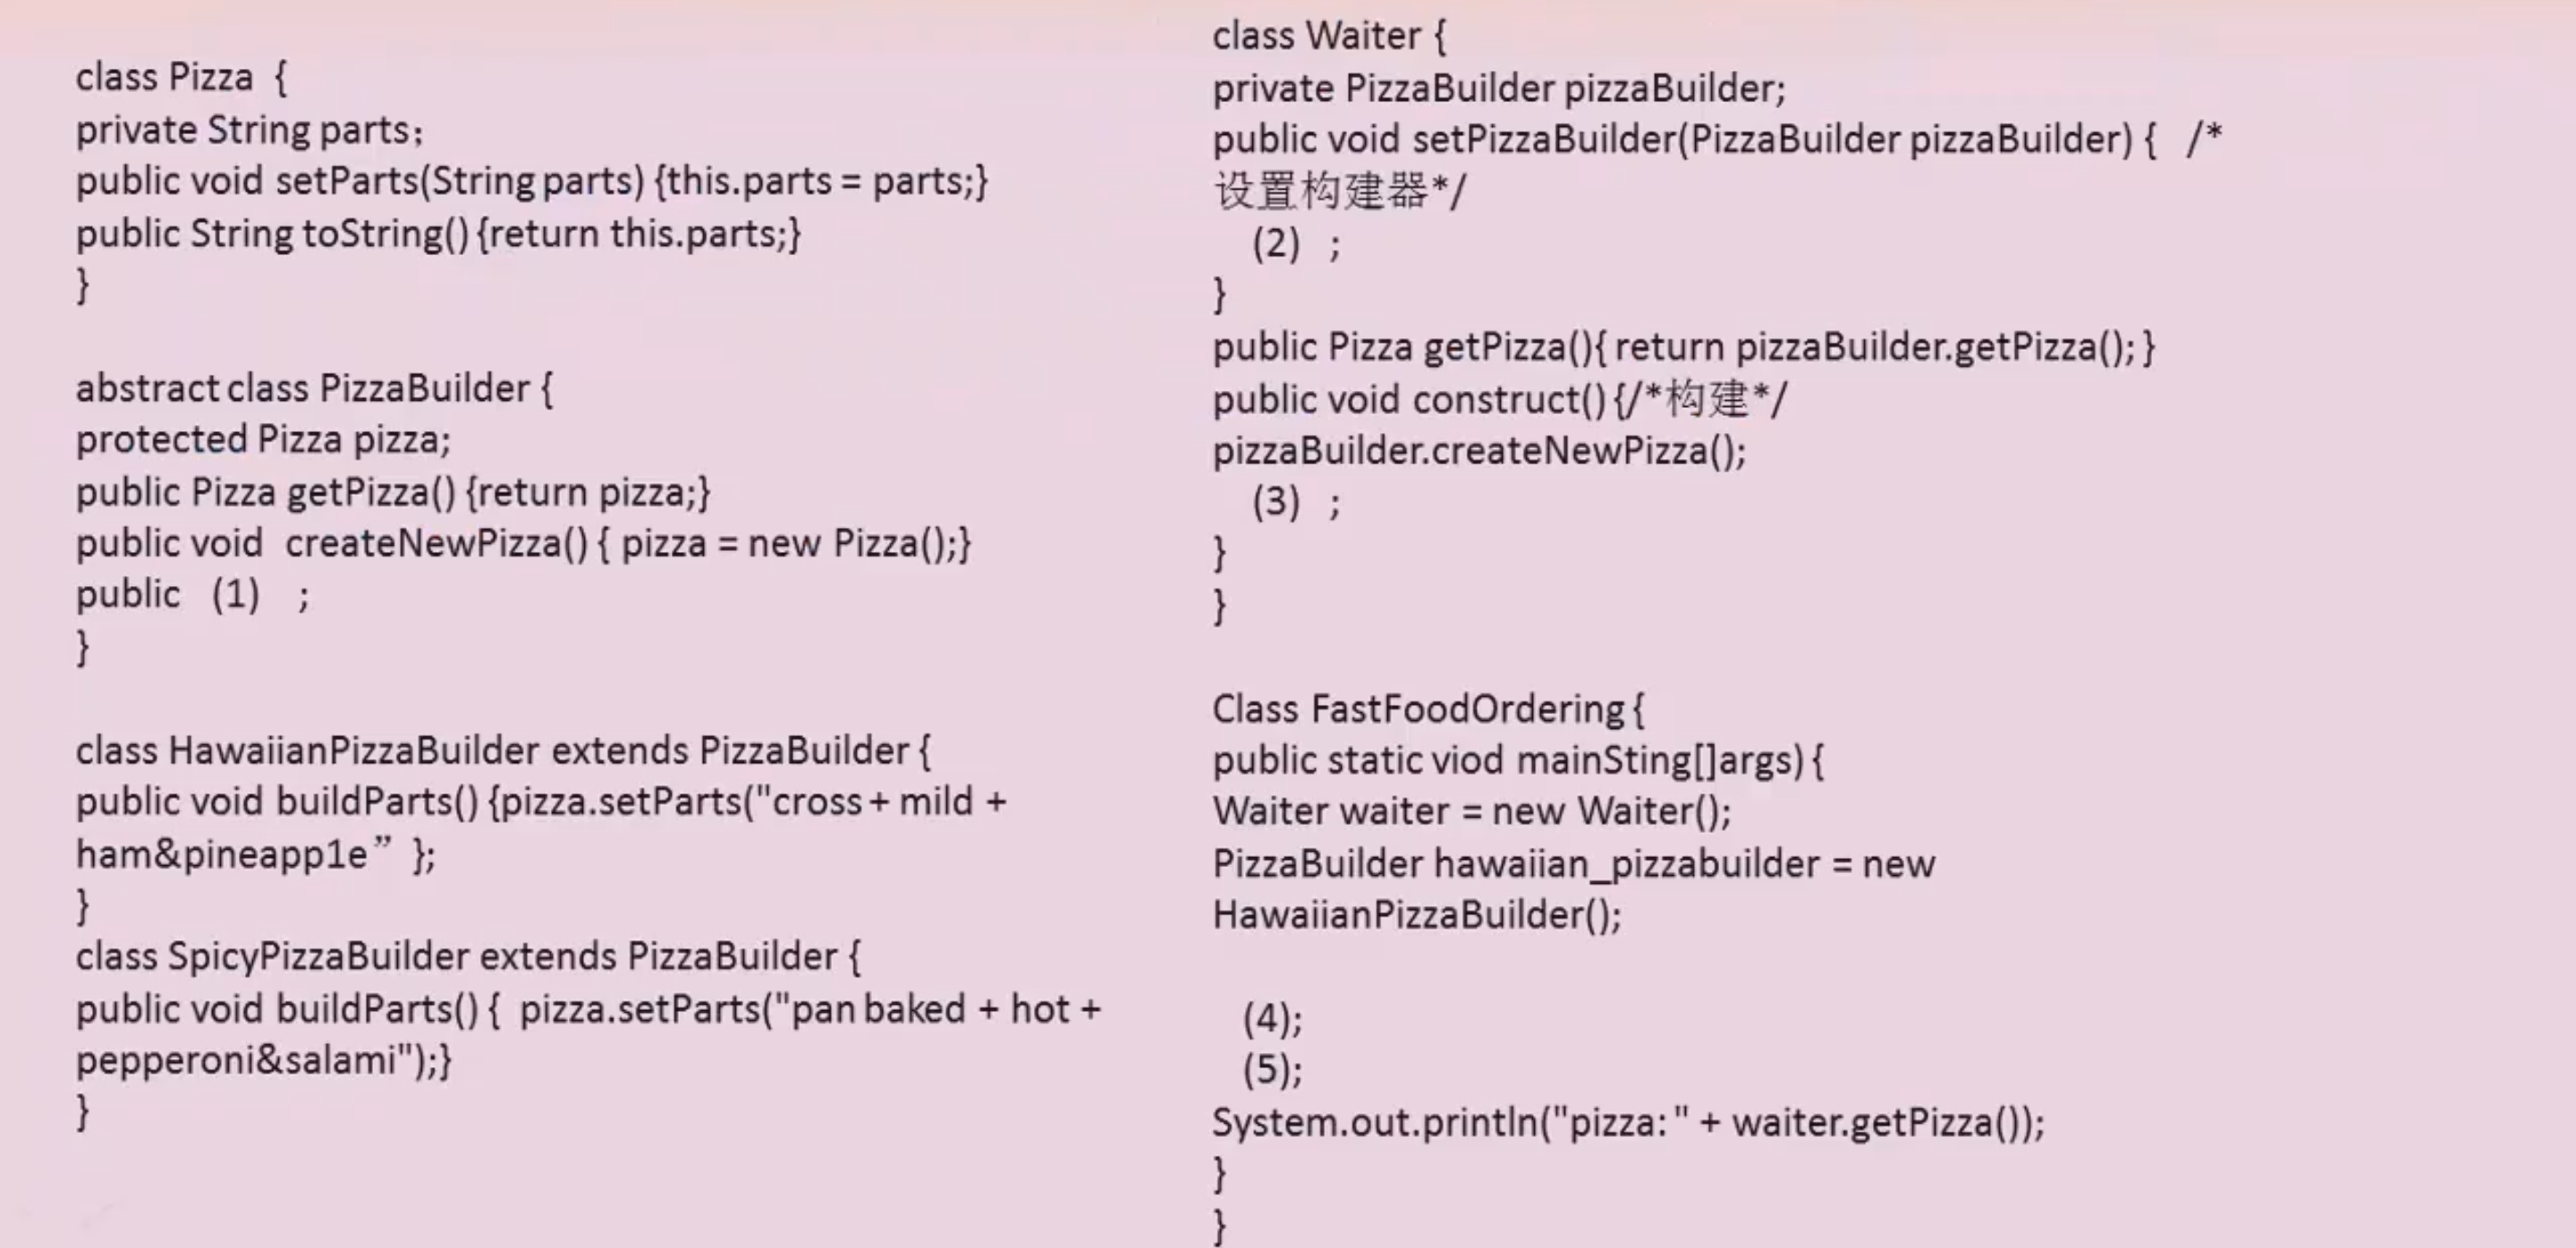 class Pizza  {
private String parts;
public void setParts(String parts) {this.parts = parts;}
public String toString() {return this.parts;}
}
abstract class PizzaBuilder {
protected Pizza pizza;
public Pizza getPizza() {return pizza;}
public void  createNewPizza() { pizza = new Pizza();}
public   (1)    ;
}
class HawaiianPizzaBuilder extends PizzaBuilder {
public void buildParts() {pizza.setParts("cross + mild +
ham&pineapp1e”  };
}
class SpicyPizzaBuilder extends PizzaBuilder {
public void buildParts() {  pizza.setParts("pan baked + hot +
pepperoni&salami");}
}
class Waiter {
private PizzaBuilder pizzaBuilder;
public void setPizzaBuilder(PizzaBuilder pizzaBuilder) {   /*
设置构建器*/
(2)   ;
}
public Pizza getPizza(){ return pizzaBuilder.getPizza(); }
public void construct() {/*构建*/
pizzaBuilder.createNewPizza();
(3)   ;
}
}
Class FastFoodOrdering {
public static viod mainSting[]args) {
Waiter waiter = new Waiter();
PizzaBuilder hawaiian_pizzabuilder = new
HawaiianPizzaBuilder();
(4);
(5);
System.out.println("pizza: " + waiter.getPizza());
}
}